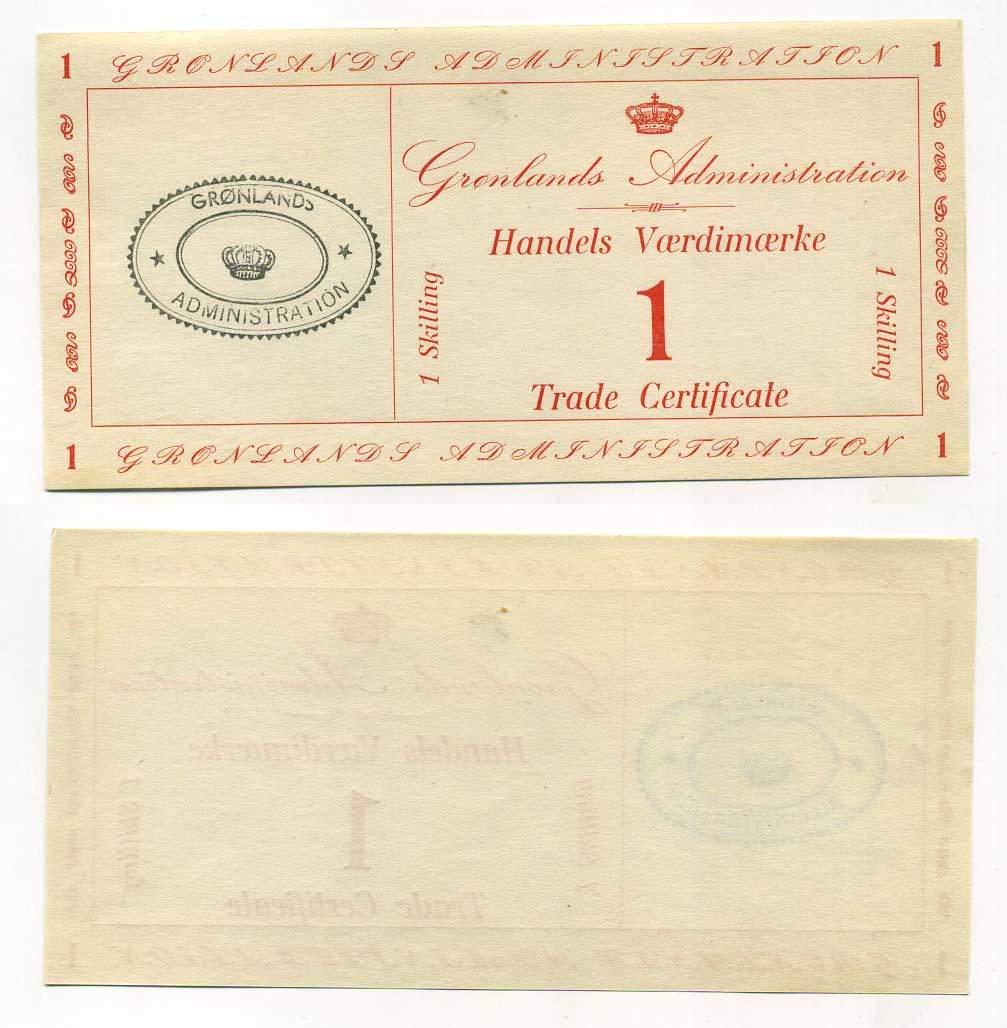 1 GRØNLANDS ADMINISTRATION 1
GRØNLANDS
ADMINISTRATION
Grønlands Administration
Handels Værdimærke
1
1 Skilling
1 Skilling
Trade Certificate
1 GRØNLANDS ADMINISTRATION 1